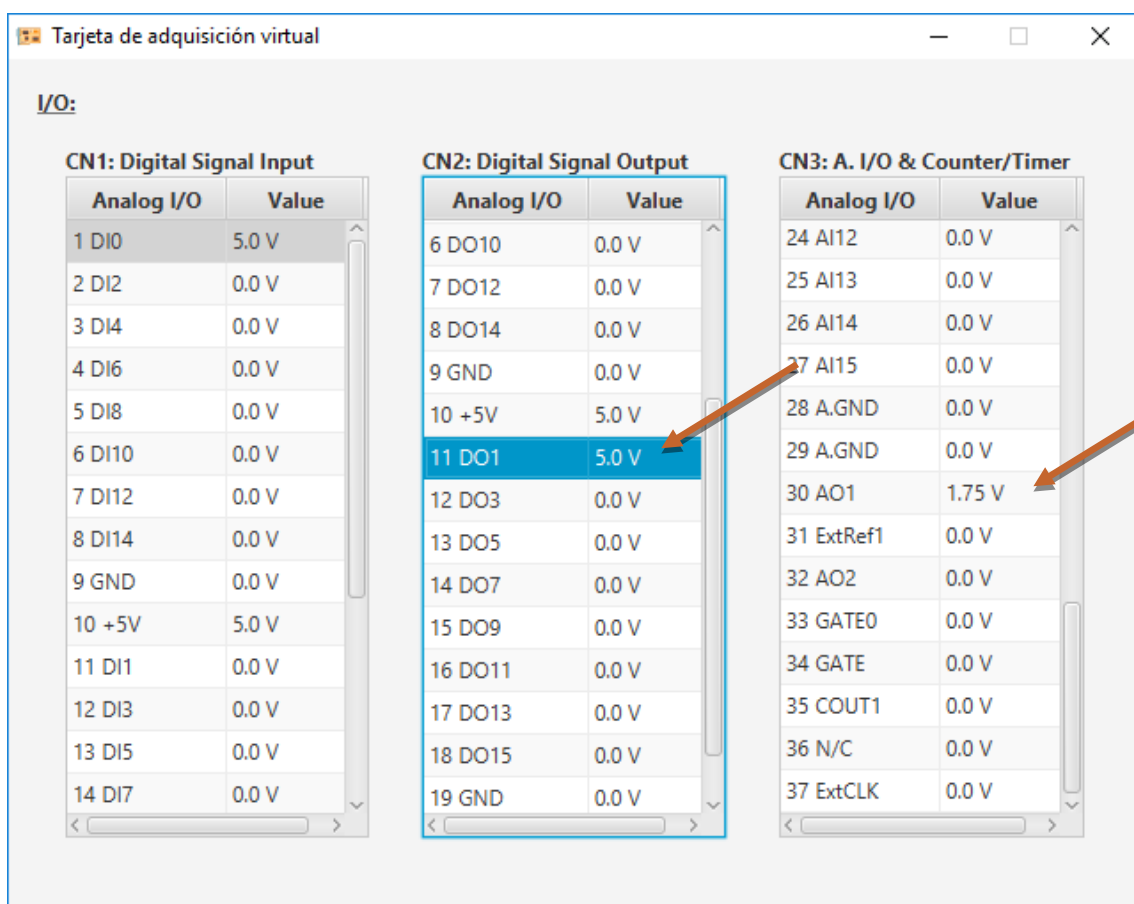 Tarjeta de adquisición virtual
I/O:
CN1: Digital Signal Input
Analog I/O Value
1 DI0 5.0 V
2 DI2 0.0 V
3 DI4 0.0 V
4 DI6 0.0 V
5 DI8 0.0 V
6 DI10 0.0 V
7 DI12 0.0 V
8 DI14 0.0 V
9 GND 0.0 V
10 +5V 5.0 V
11 DI1 0.0 V
12 DI3 0.0 V
13 DI5 0.0 V
14 DI7 0.0 V
CN2: Digital Signal Output
Analog I/O Value
6 DO10 0.0 V
7 DO12 0.0 V
8 DO14 0.0 V
9 GND 0.0 V
10 +5V 5.0 V
11 DO1 5.0 V
12 DO3 0.0 V
13 DO5 0.0 V
14 DO7 0.0 V
15 DO9 0.0 V
16 DO11 0.0 V
17 DO13 0.0 V
18 DO15 0.0 V
19 GND 0.0 V
CN3: A. I/O & Counter/Timer
Analog I/O Value
24 AI12 0.0 V
25 AI13 0.0 V
26 AI14 0.0 V
27 AI15 0.0 V
28 A.GND 0.0 V
29 A.GND 0.0 V
30 AO1 1.75 V
31 ExtRef1 0.0 V
32 AO2 0.0 V
33 GATE0 0.0 V
34 GATE 0.0 V
35 COUT1 0.0 V
36 N/C 0.0 V
37 ExtCLK 0.0 V